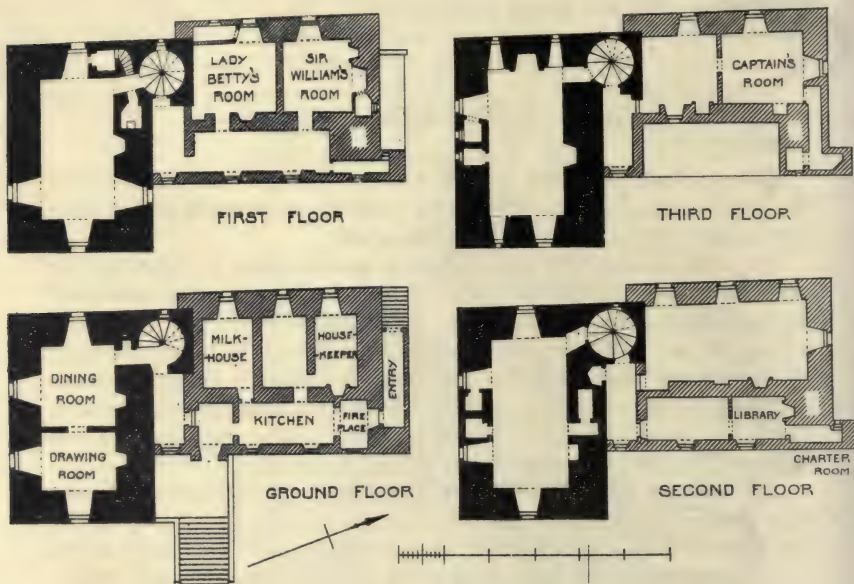 LADY
BETTY'S
ROOM
SIR
WILLIAM'S
ROOM
FIRST FLOOR
CAPTAIN'S
ROOM
THIRD FLOOR
DINING
ROOM
DRAWING
ROOM
MILK-
HOUSE
HOUSE-
KEEPER
KITCHEN
FIRE
PLACE
ENTRY
GROUND FLOOR
LIBRARY
CHARTER
ROOM
SECOND FLOOR